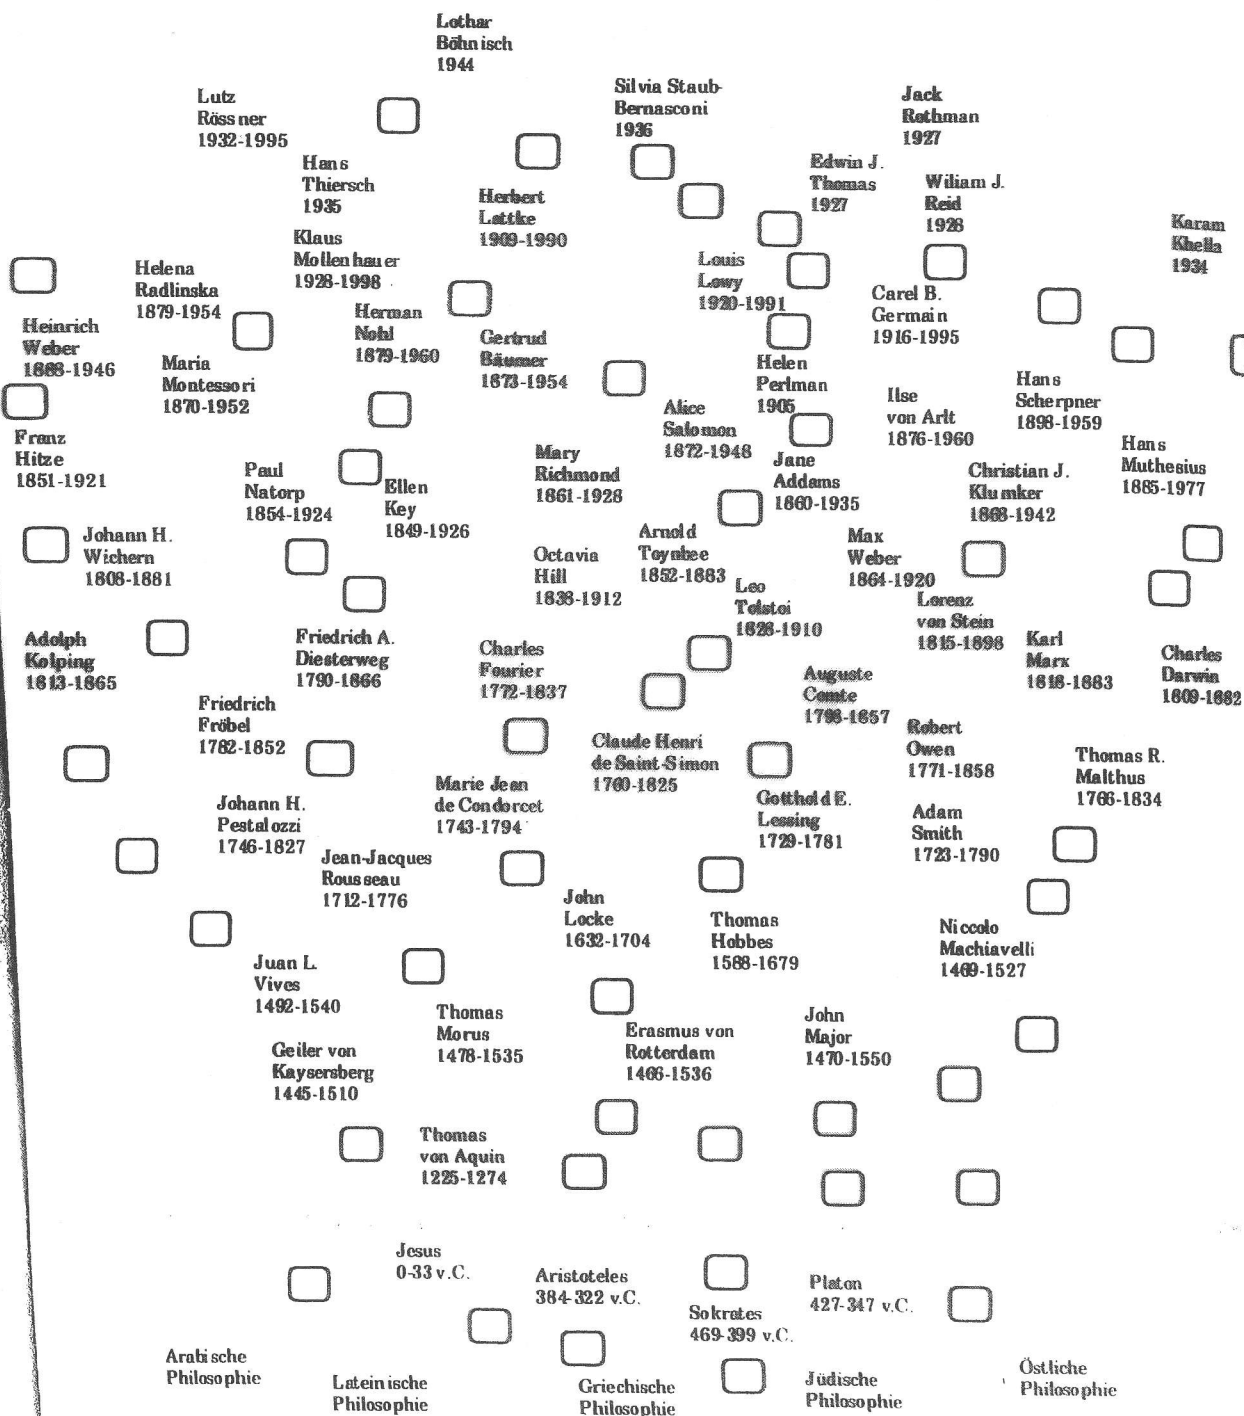 Lothar
Böhnisch
1944
Silvia Staub-
Bernasconi
1936
Jack
Rothman
1927
Lutz
Rössner
1932-1995
Hans
Thiersch
1935
Edwin J.
Thomas
1927
Wiliam J.
Reid
1928
Herbert
Lattke
1909-1990
Karam
Khella
1934
Klaus
Mollenhauer
1928-1998
Louis
Lowy
1920-1991
Helena
Radlinska
1879-1954
Carel B.
Germain
1916-1995
Herman
Nohl
1879-1960
Heinrich
Weber
1888-1946
Gertrud
Bäumer
1873-1954
Maria
Montessori
1870-1952
Helen
Perlman
1905
Hans
Scherpner
1898-1959
Ilse
von Arlt
1876-1960
Alice
Salomon
1872-1948
Franz
Hitze
1851-1921
Hans
Muthesius
1885-1977
Mary
Richmond
1861-1928
Jane
Addams
1860-1935
Paul
Natorp
1854-1924
Christian J.
Klumker
1868-1942
Ellen
Key
1849-1926
Johann H.
Wichern
1808-1881
Arnold
Toynbee
1852-1883
Max
Weber
1864-1920
Octavia
Hill
1838-1912
Leo
Tolstoi
1828-1910
Lorenz
von Stein
1815-1898
Adolph
Kolping
1813-1865
Friedrich A.
Diesterweg
1790-1866
Karl
Marx
1818-1883
Charles
Fourier
1772-1837
Charles
Darwin
1809-1882
Auguste
Comte
1798-1857
Friedrich
Fröbel
1782-1852
Robert
Owen
1771-1858
Claude Henri
de Saint-Simon
1760-1825
Thomas R.
Malthus
1766-1834
Marie Jean
de Condorcet
1743-1794
Gotthold E.
Lessing
1729-1781
Johann H.
Pestalozzi
1746-1827
Adam
Smith
1723-1790
Jean-Jacques
Rousseau
1712-1776
John
Locke
1632-1704
Thomas
Hobbes
1588-1679
Niccolo
Machiavelli
1469-1527
Juan L.
Vives
1492-1540
Thomas
Morus
1478-1535
John
Major
1470-1550
Erasmus von
Rotterdam
1466-1536
Geiler von
Kaysersberg
1445-1510
Thomas
von Aquin
1225-1274
Jesus
0-33 v.C.
Aristoteles
384-322 v.C.
Platon
427-347 v.C.
Sokrates
469-399 v.C.
Arabische
Philosophie
Lateinische
Philosophie
Griechische
Philosophie
Jüdische
Philosophie
Östliche
Philosophie